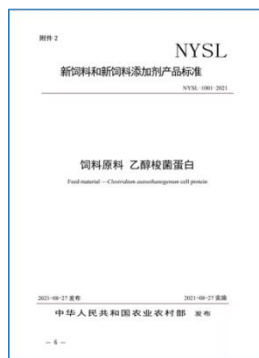 附件 2
NYSL
新饲料和新饲料添加剂产品标准
NYSL-1001-2021
饲料原料 乙醇梭菌蛋白
Feed material—Clostridium autoethanogenum cell protein
2021-08-27 发布 2021-08-27 实施
中华人民共和国农业农村部 发布
— 6 —